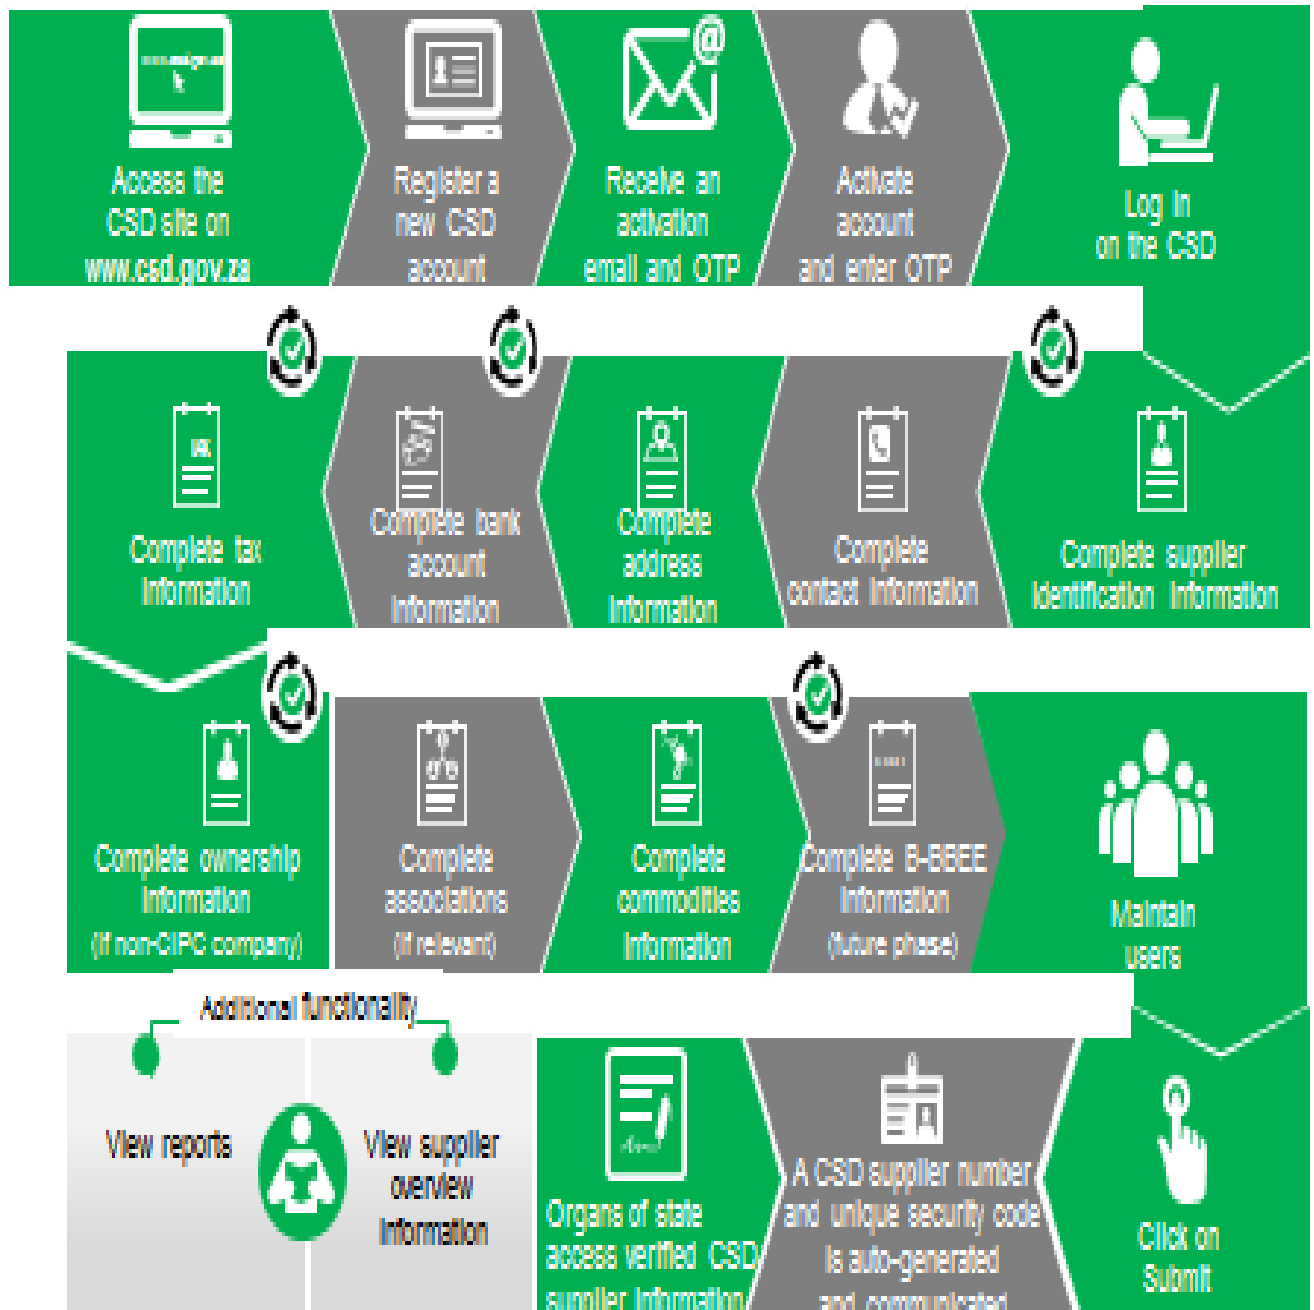 Access the
CSD site on
www.csd.gov.za
Register a
new CSD
account
Receive an
activation
email and OTP
Activate
account
and enter OTP
Log in
on the CSD
TAX
Complete tax
information
Complete bank
account
information
Complete
address
information
Complete
contact information
Complete supplier
identification information
Complete ownership
information
(if non-CIPC company)
Complete
associations
(if relevant)
Complete
commodities
information
Complete B-BBEE
information
(future phase)
Maintain
users
Additional functionality
View reports
View supplier
overview
information
Organs of state
access verified CSD
supplier information
A CSD supplier number
and unique security code
is auto-generated
and communicated
Click on
Submit